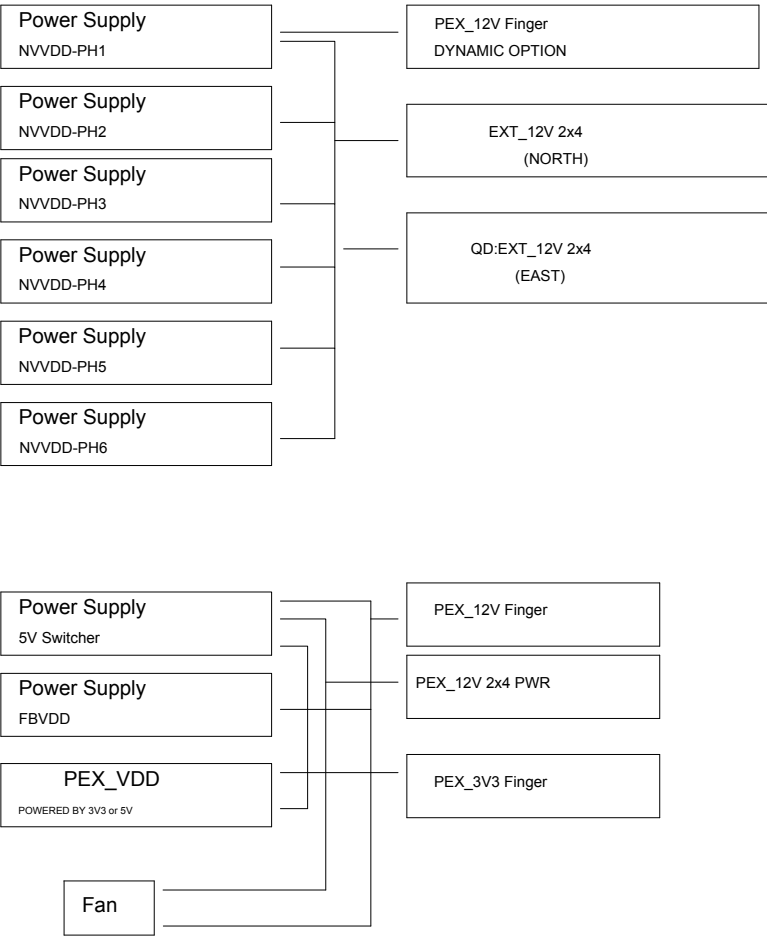 Power Supply
NVVDD-PH1
PEX_12V Finger
DYNAMIC OPTION
Power Supply
NVVDD-PH2
EXT_12V 2x4
(NORTH)
Power Supply
NVVDD-PH3
Power Supply
NVVDD-PH4
QD:EXT_12V 2x4
(EAST)
Power Supply
NVVDD-PH5
Power Supply
NVVDD-PH6
Power Supply
5V Switcher
PEX_12V Finger
Power Supply
FBVDD
PEX_12V 2x4 PWR
PEX_VDD
POWERED BY 3V3 or 5V
PEX_3V3 Finger
Fan